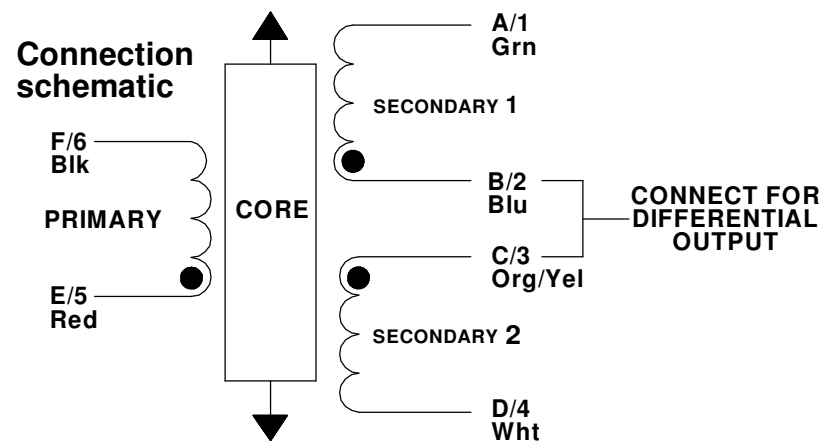 Connection
schematic
F/6
Blk
PRIMARY
E/5
Red
CORE
A/1
Grn
SECONDARY 1
B/2
Blu
C/3
Org/Yel
SECONDARY 2
D/4
Wht
CONNECT FOR
DIFFERENTIAL
OUTPUT